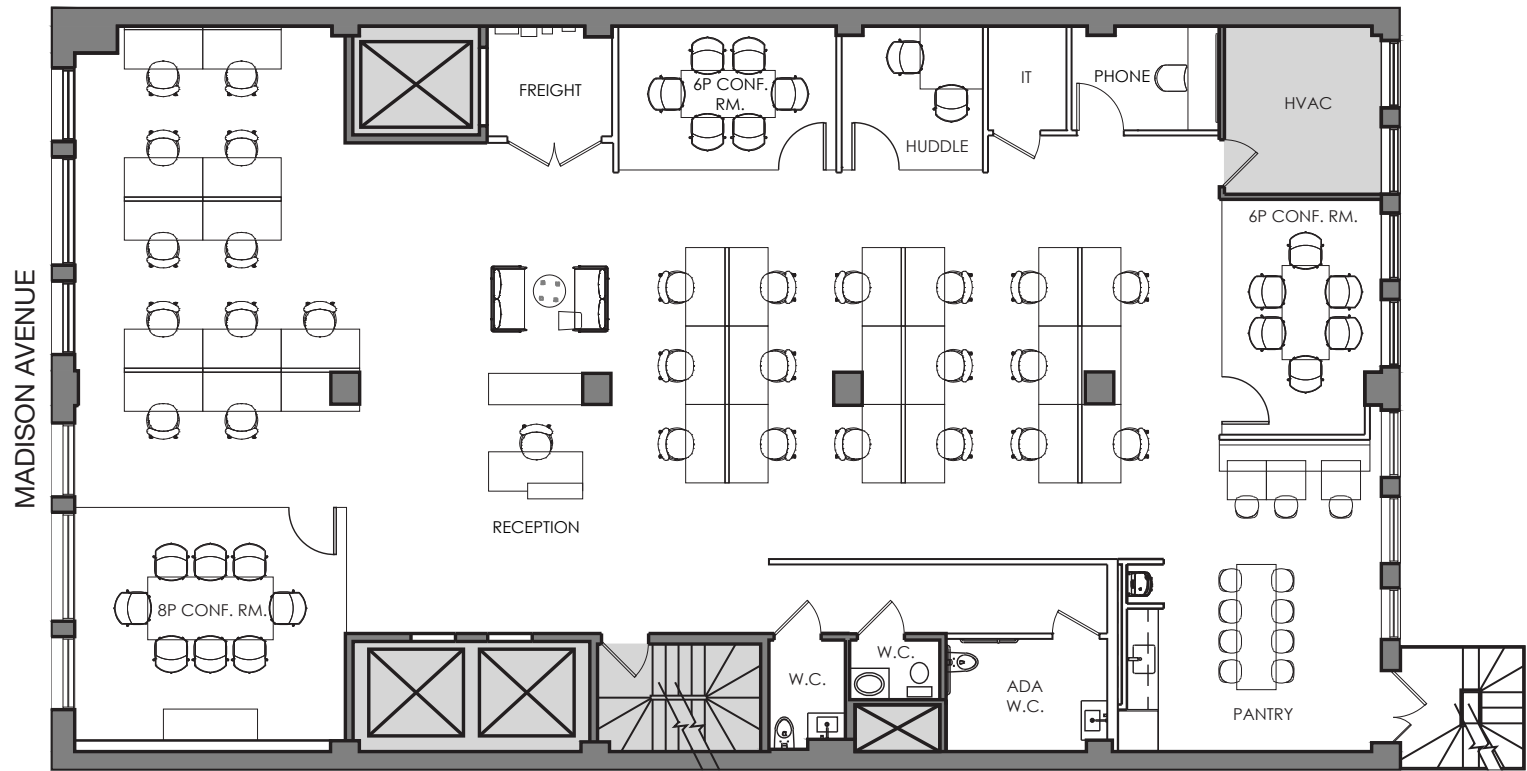 MADISON AVENUE
FREIGHT
6P CONF.
RM.
HUDDLE
IT
PHONE
HVAC
6P CONF. RM.
RECEPTION
8P CONF. RM.
W.C.
W.C.
ADA
W.C.
PANTRY